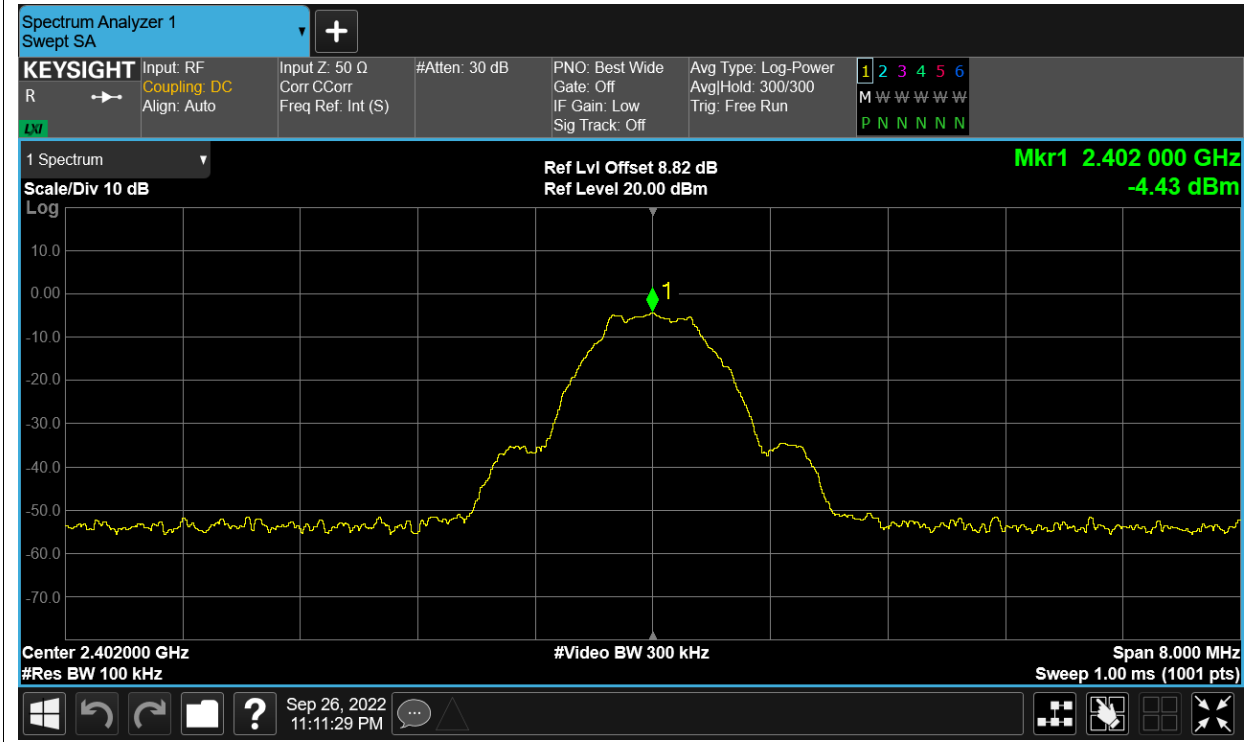 Spectrum Analyzer 1
Swept SA
KEYSIGHT
R
LXI
Input: RF
Coupling: DC
Align: Auto
Input Z: 50 Ω
Corr CCorr
Freq Ref: Int (S)
#Atten: 30 dB
PNO: Best Wide
Gate: Off
IF Gain: Low
Sig Track: Off
Avg Type: Log-Power
Avg|Hold: 300/300
Trig: Free Run
1 2 3 4 5 6
M W W W W W
P N N N N N
1 Spectrum
Scale/Div 10 dB
Log
Ref Lvl Offset 8.82 dB
Ref Level 20.00 dBm
Mkr1 2.402 000 GHz
-4.43 dBm
1
10.0
0.00
-10.0
-20.0
-30.0
-40.0
-50.0
-60.0
-70.0
Center 2.402000 GHz
#Res BW 100 kHz
#Video BW 300 kHz
Span 8.000 MHz
Sweep 1.00 ms (1001 pts)
?
Sep 26, 2022
11:11:29 PM